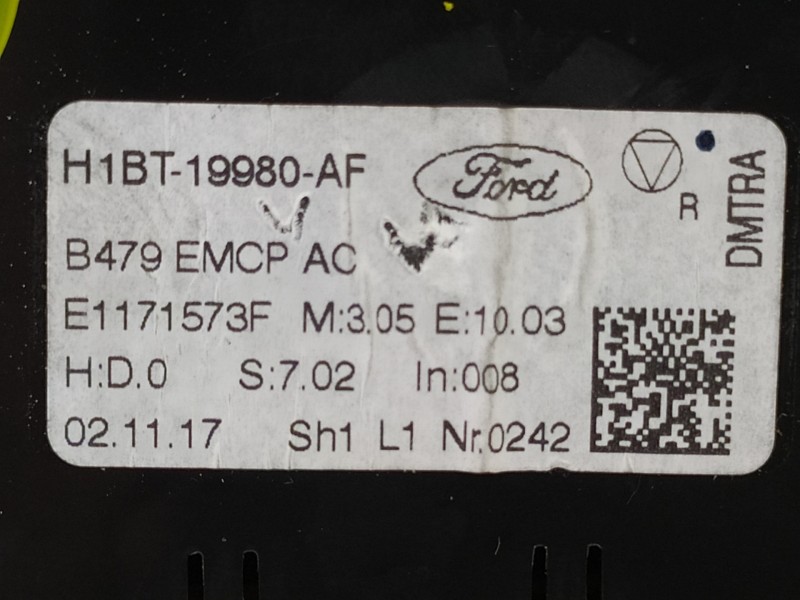 H1BT-19980-AF Ford R
DMTRA
B479 EMCP AC
E1171573F M:3.05 E:10.03
H:D.0 S:7.02 In:008
02.11.17 Sh1 L1 Nr.0242